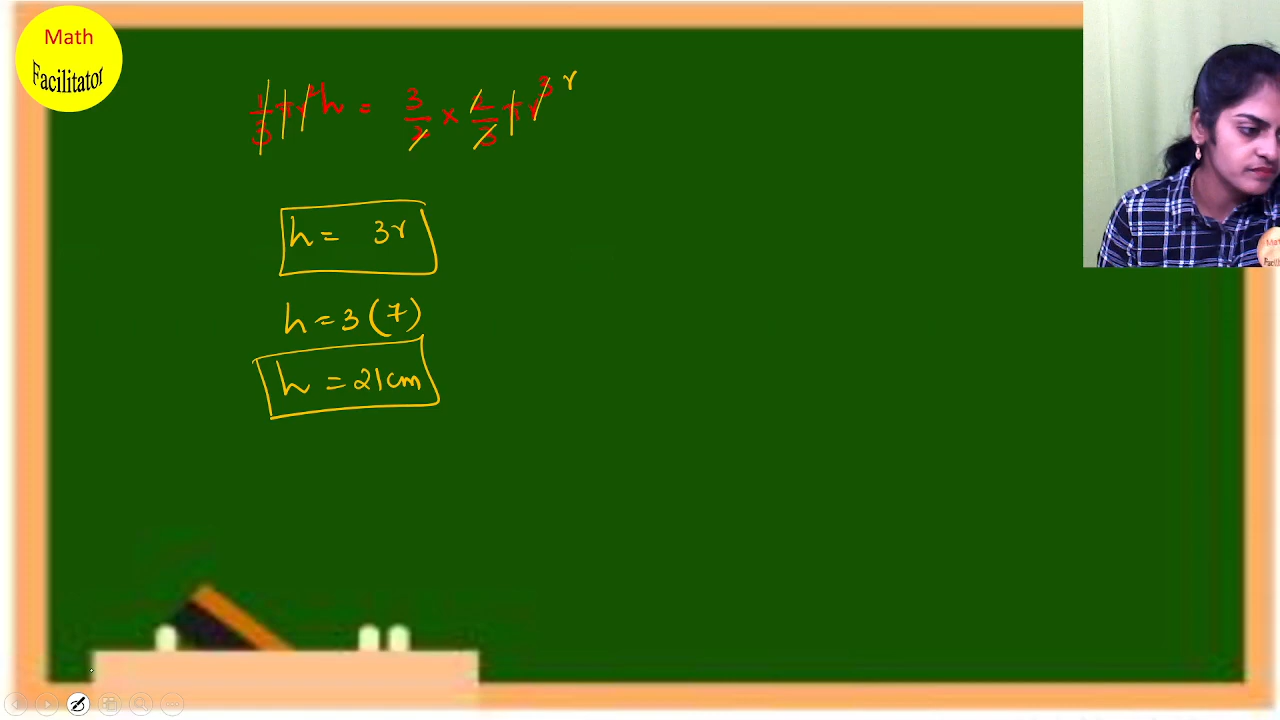 Math
Facilitator
1/3 πr²h = 3/2 × 2/3 πr³ r
h = 3r
h = 3 (7)
h = 21cm